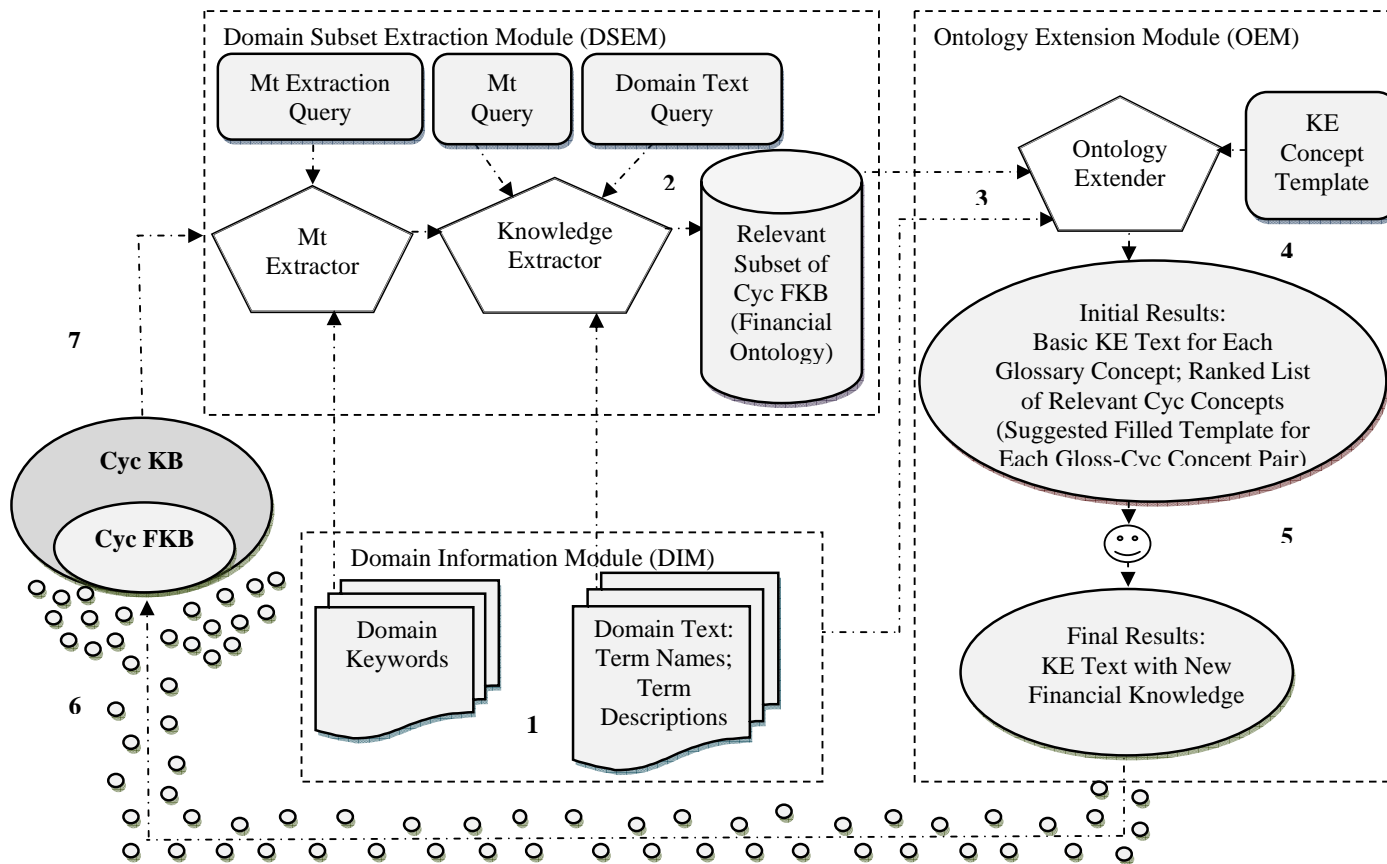 Domain Subset Extraction Module (DSEM)
Mt Extraction
Query
Mt
Query
Domain Text
Query
2
Mt
Extractor
Knowledge
Extractor
Relevant
Subset of
Cyc FKB
(Financial
Ontology)
Ontology Extension Module (OEM)
Ontology
Extender
KE
Concept
Template
3
4
Initial Results:
Basic KE Text for Each
Glossary Concept; Ranked List
of Relevant Cyc Concepts
(Suggested Filled Template for
Each Gloss-Cyc Concept Pair)
5
Final Results:
KE Text with New
Financial Knowledge
7
Cyc KB
Cyc FKB
6
Domain Information Module (DIM)
Domain
Keywords
1
Domain Text:
Term Names;
Term
Descriptions